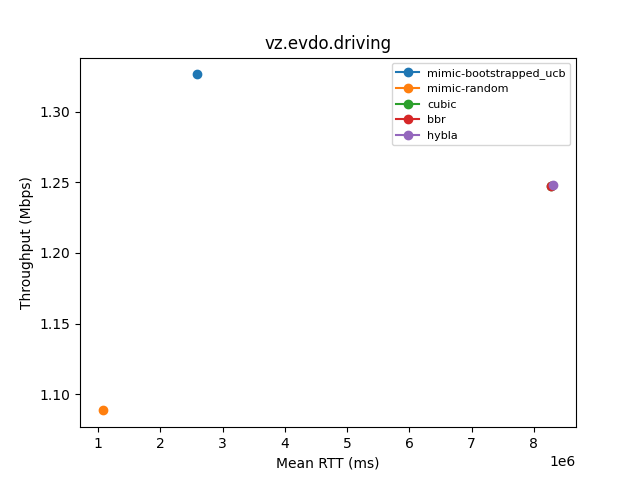 vz.evdo.driving
mimic-bootstrapped_ucb
mimic-random
cubic
bbr
hybla
Throughput (Mbps)
1.30
1.25
1.20
1.15
1.10
1 2 3 4 5 6 7 8
1e6
Mean RTT (ms)